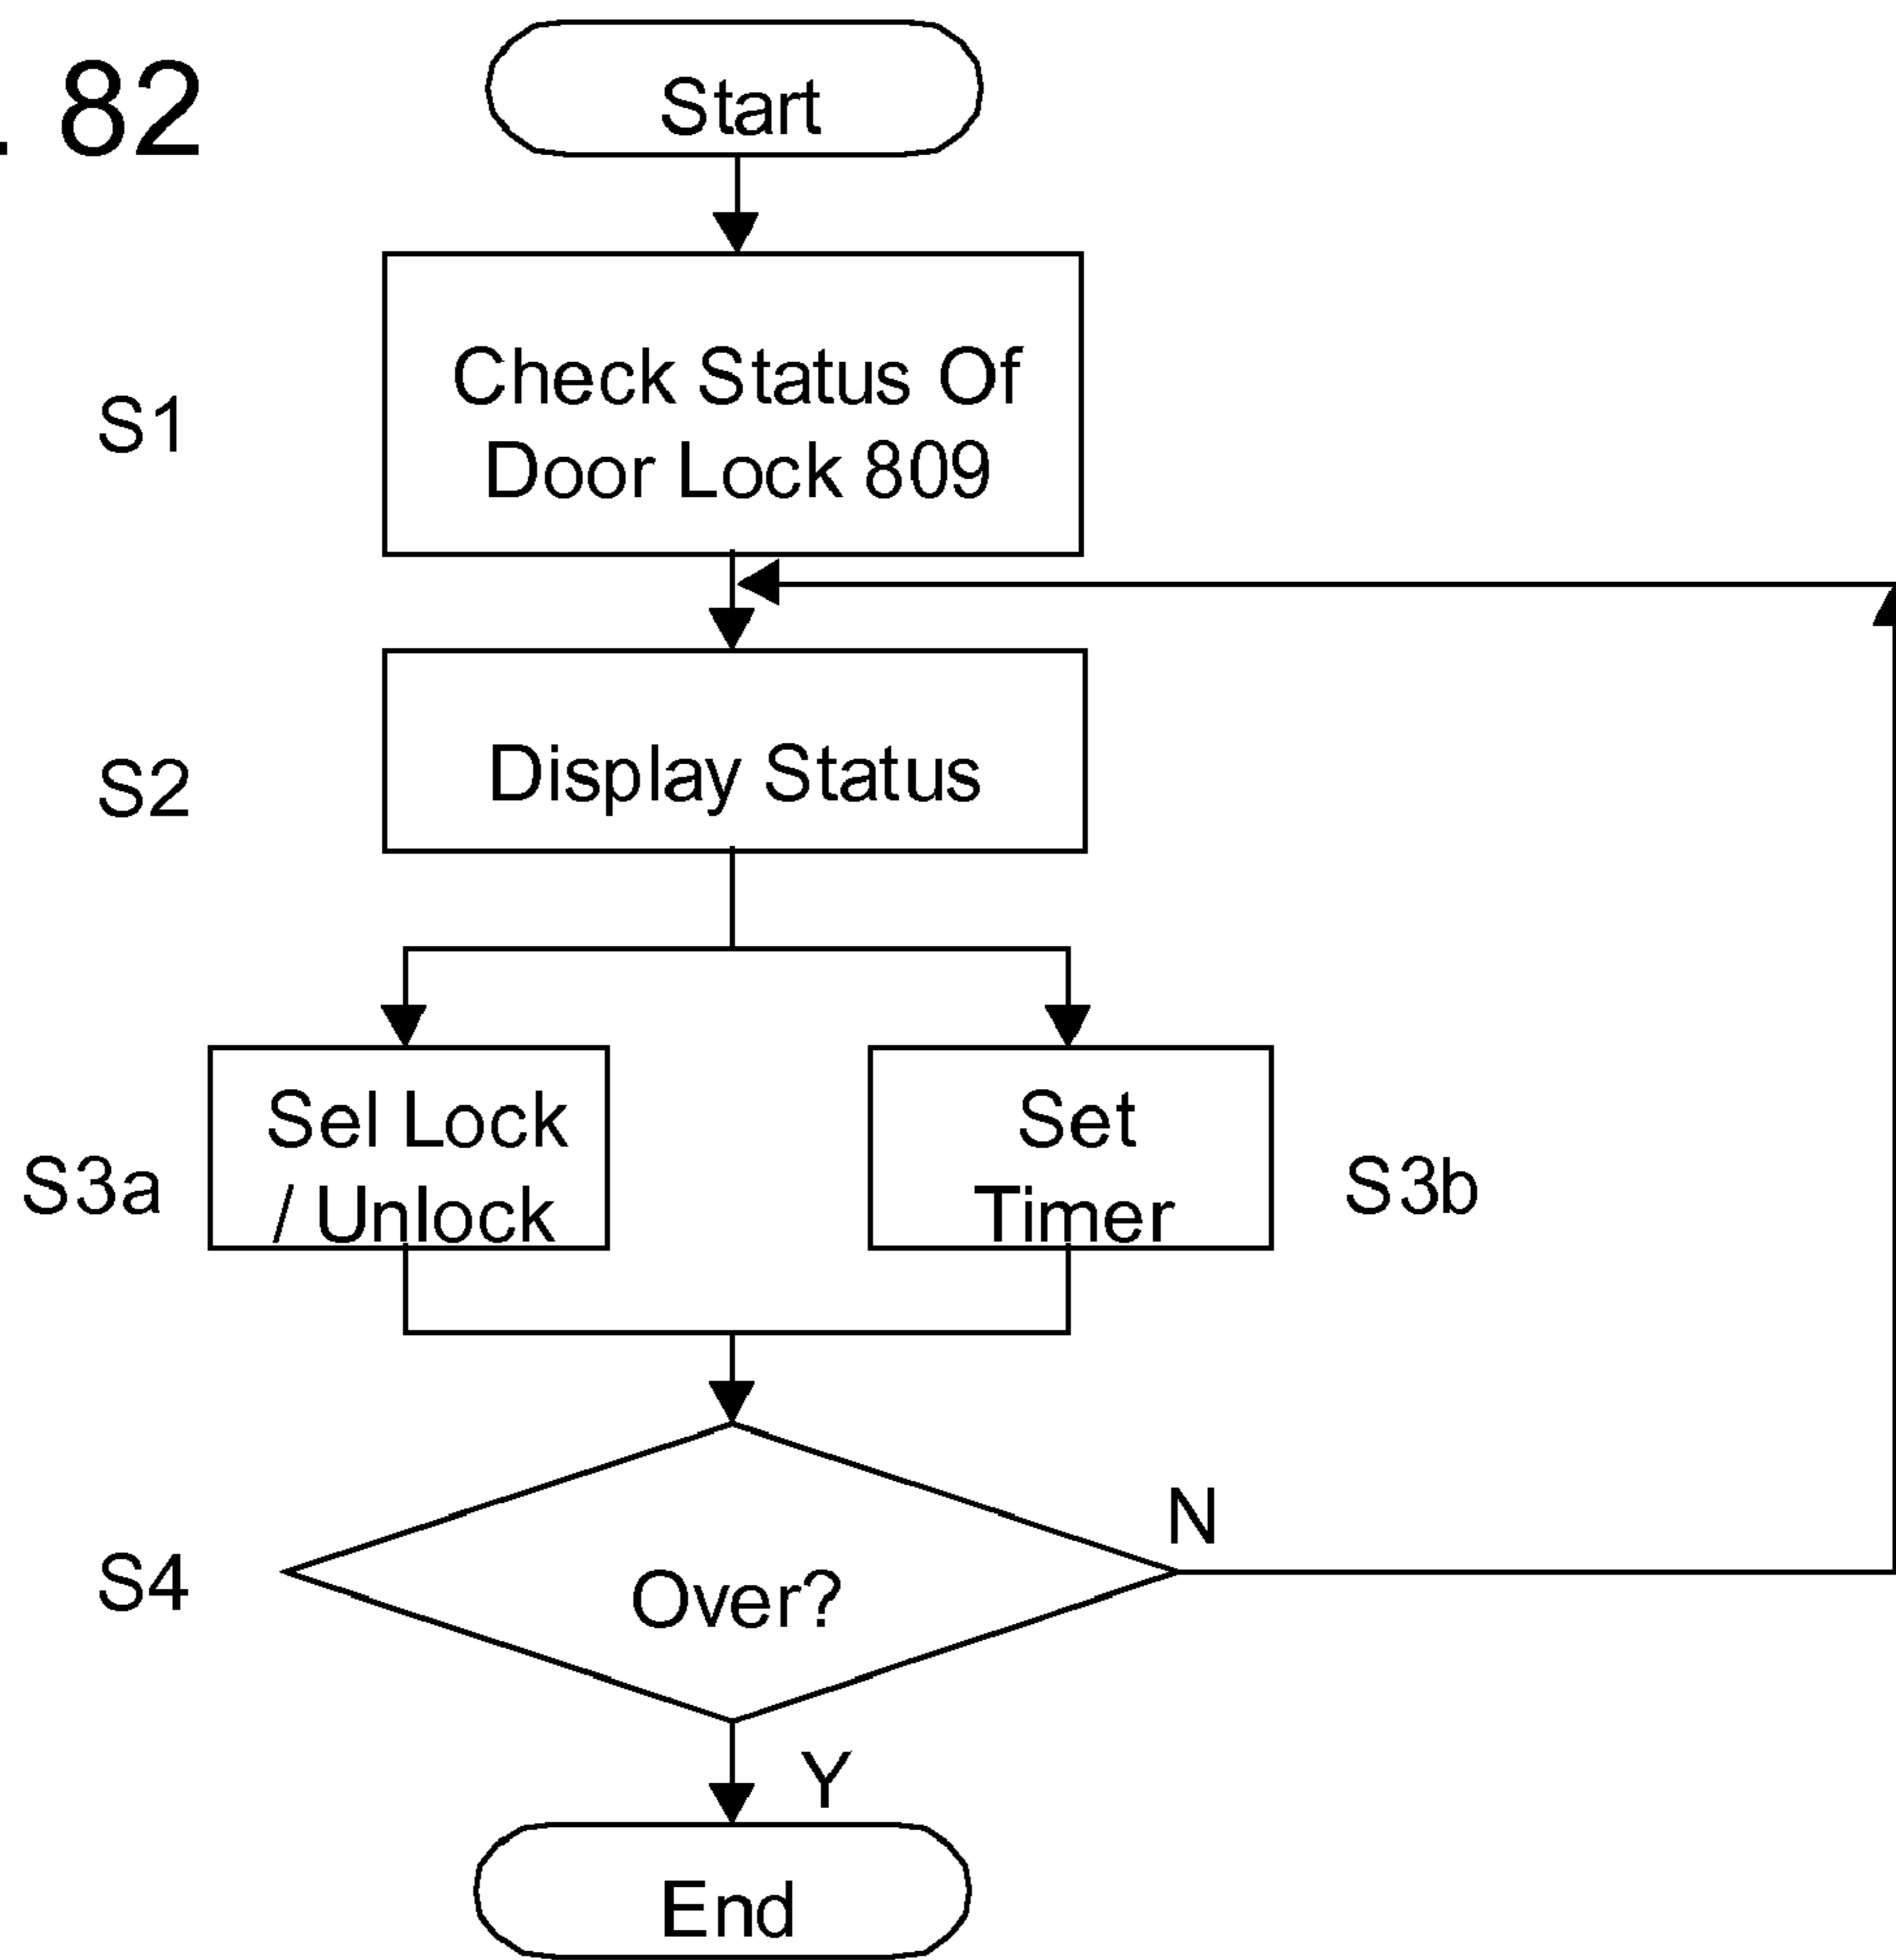 . 82
Start
S1
Check Status Of
Door Lock 809
S2
Display Status
S3a
Sel Lock
/ Unlock
Set
Timer
S3b
S4
Over?
N
Y
End